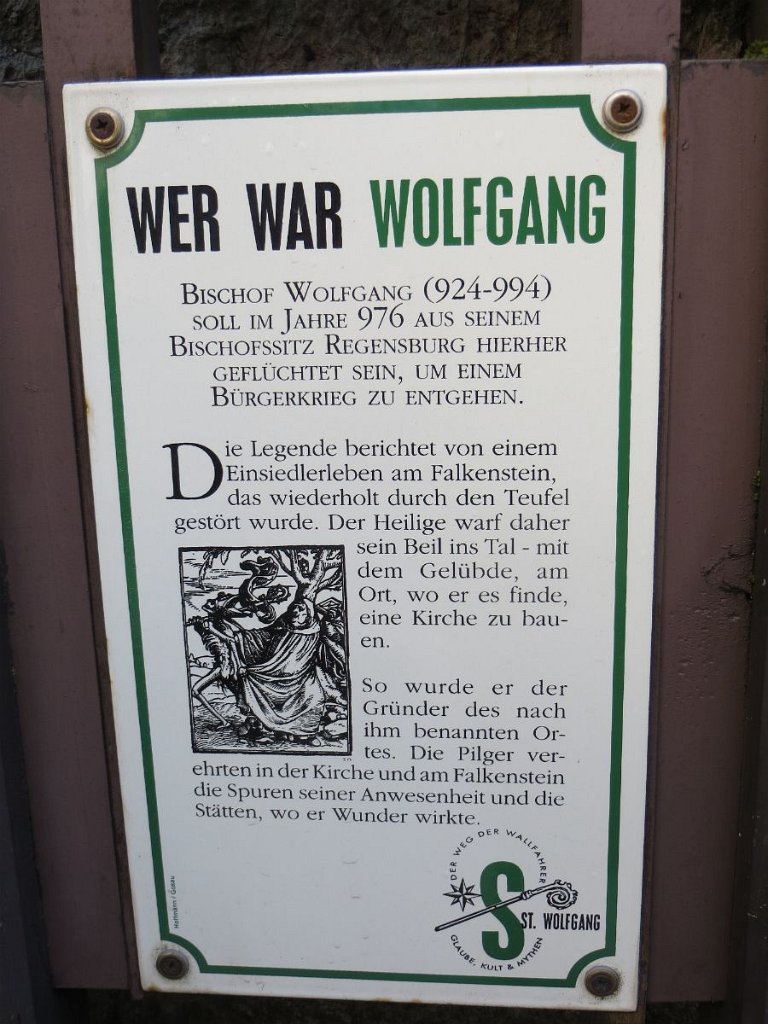 WER WAR WOLFGANG
BISCHOF WOLFGANG (924-994)
SOLL IM JAHRE 976 AUS SEINEM
BISCHOFSSITZ REGENSBURG HIERHER
GEFLÜCHTET SEIN, UM EINEM
BÜRGERKRIEG ZU ENTGEHEN.
Die Legende berichtet von einem
Einsiedlerleben am Falkenstein,
das wiederholt durch den Teufel
gestört wurde. Der Heilige warf daher
sein Beil ins Tal - mit
dem Gelübde, am
Ort, wo er es finde,
eine Kirche zu bau-
en.
So wurde er der
Gründer des nach
ihm benannten Or-
tes. Die Pilger ver-
ehrten in der Kirche und am Falkenstein
die Spuren seiner Anwesenheit und die
Stätten, wo er Wunder wirkte.
DER WEG DER WALLFAHRER
S
ST. WOLFGANG
GLAUBE, KULT & MYTHEN
Hoffmann / Gosau